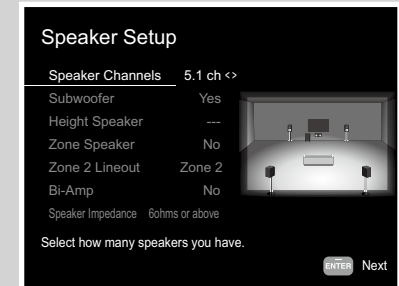 Speaker Setup
Speaker Channels 5.1 ch <>
Subwoofer Yes
Height Speaker ---
Zone Speaker No
Zone 2 Lineout Zone 2
Bi-Amp No
Speaker Impedance 6ohms or above
Select how many speakers you have.
ENTER Next